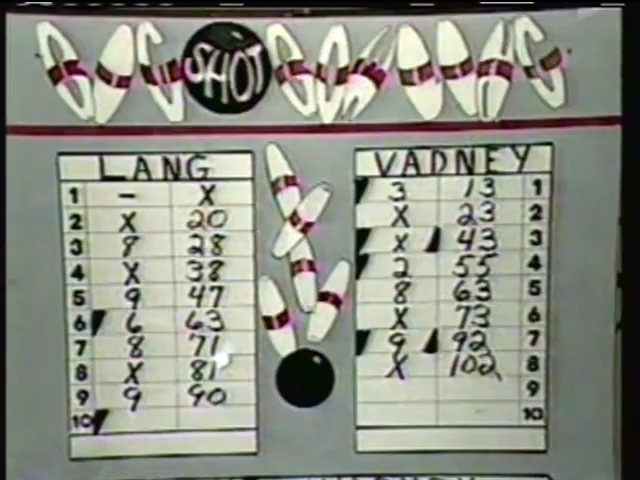 BIG SHOT BOWLING
LANG
1 – X
2 X 20
3 8 28
4 X 38
5 9 47
6 6 63
7 8 71
8 X 81
9 9 90
10
VADNEY
3 13 1
X 23 2
X 43 3
2 55 4
8 63 5
X 73 6
9 92 7
X 102 8
9
10